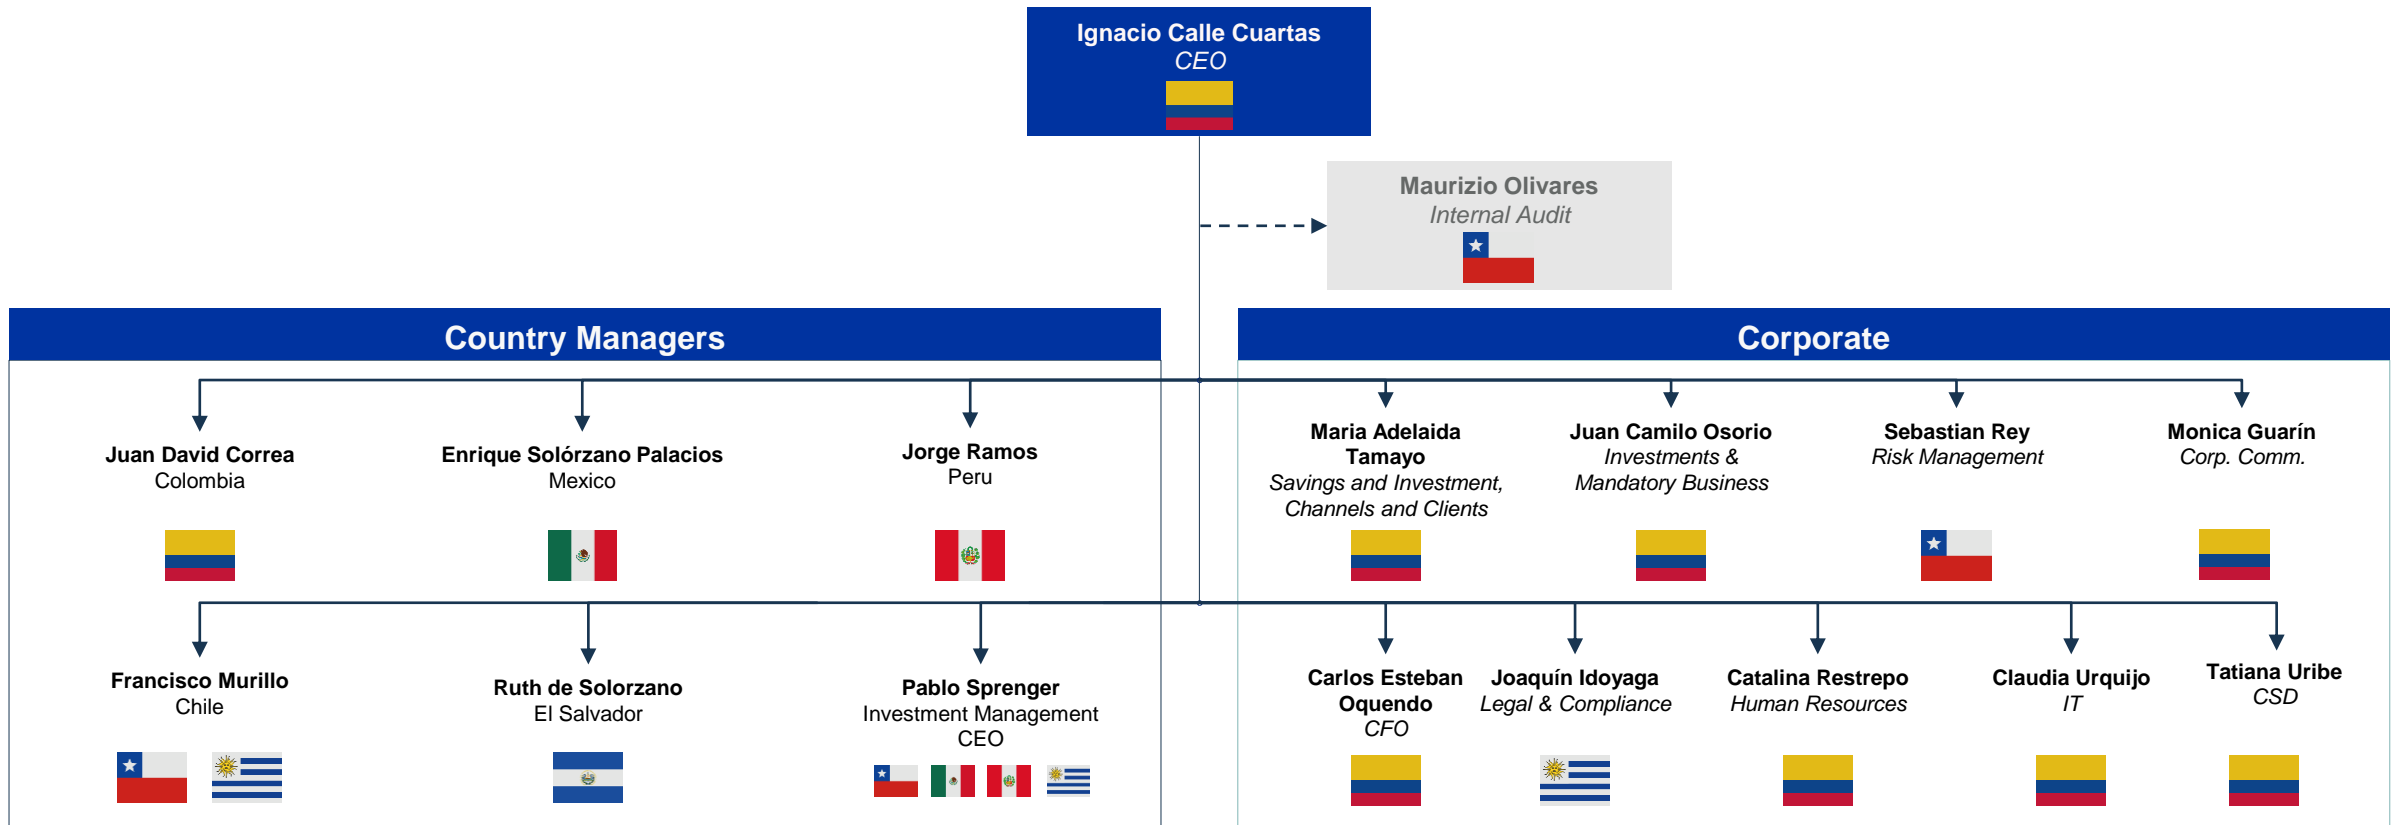 Ignacio Calle Cuartas
CEO
Maurizio Olivares
Internal Audit
Country Managers
Corporate
Juan David Correa
Colombia
Enrique Solórzano Palacios
Mexico
Jorge Ramos
Peru
Maria Adelaida
Tamayo
Savings and Investment,
Channels and Clients
Juan Camilo Osorio
Investments &
Mandatory Business
Sebastian Rey
Risk Management
Monica Guarín
Corp. Comm.
Francisco Murillo
Chile
Ruth de Solorzano
El Salvador
Pablo Sprenger
Investment Management
CEO
Carlos Esteban
Oquendo
CFO
Joaquín Idoyaga
Legal & Compliance
Catalina Restrepo
Human Resources
Claudia Urquijo
IT
Tatiana Uribe
CSD